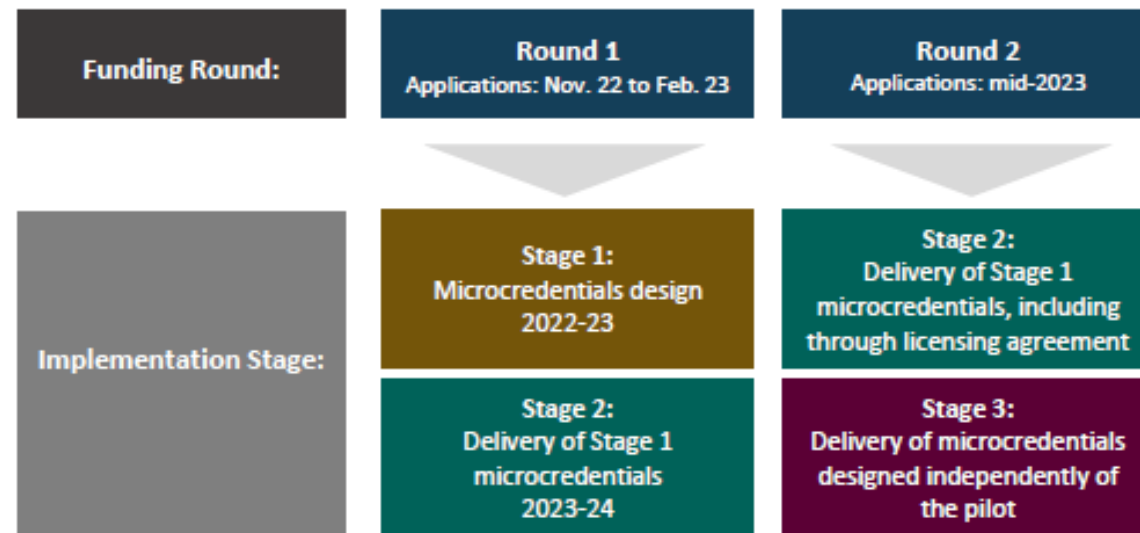 Funding Round:
Round 1
Applications: Nov. 22 to Feb. 23
Round 2
Applications: mid-2023
Implementation Stage:
Stage 1:
Microcredentials design
2022-23
Stage 2:
Delivery of Stage 1
microcredentials, including
through licensing agreement
Stage 2:
Delivery of Stage 1
microcredentials
2023-24
Stage 3:
Delivery of microcredentials
designed independently of
the pilot